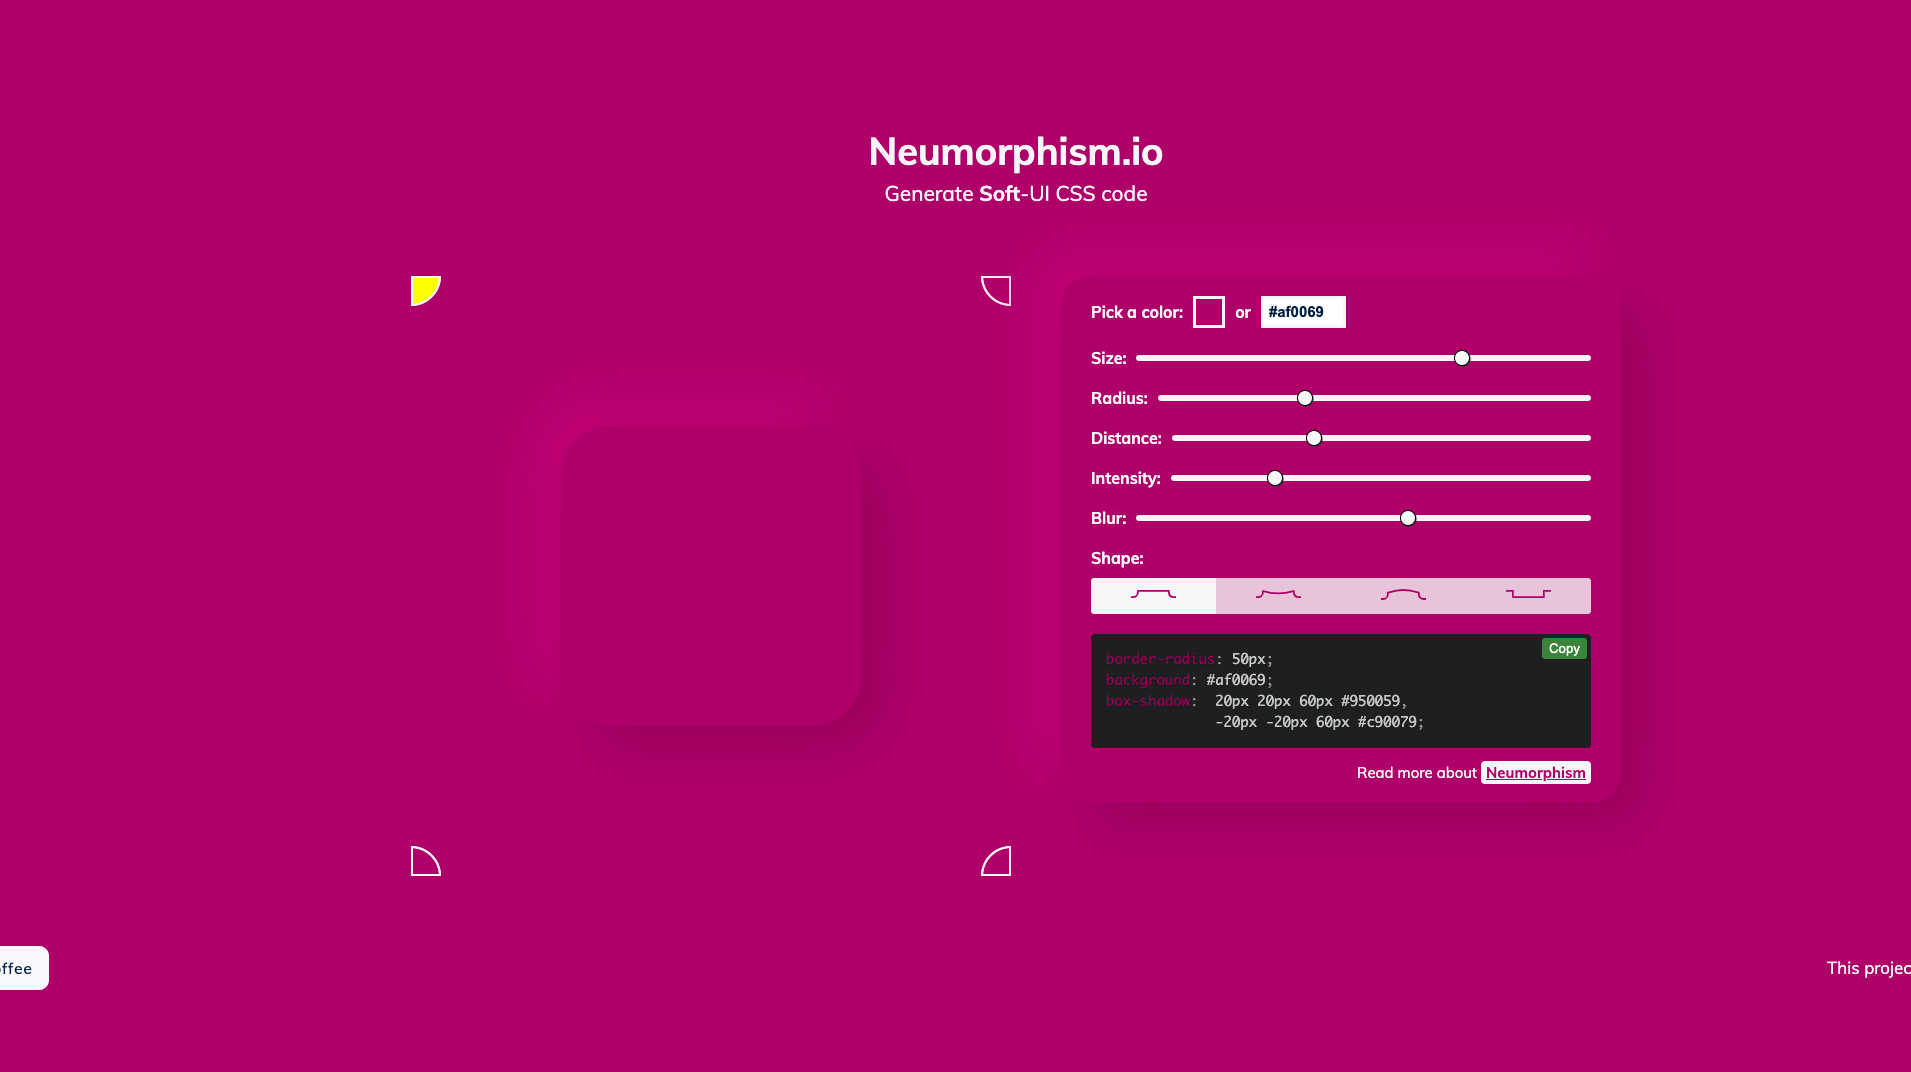 Neumorphism.io
Generate Soft-UI CSS code
Pick a color: or #af0069
Size:
Radius:
Distance:
Intensity:
Blur:
Shape:
Copy
border-radius: 50px;
background: #af0069;
box-shadow: 20px 20px 60px #950059,
-20px -20px 60px #c90079;
Read more about Neumorphism
ffee
This projec